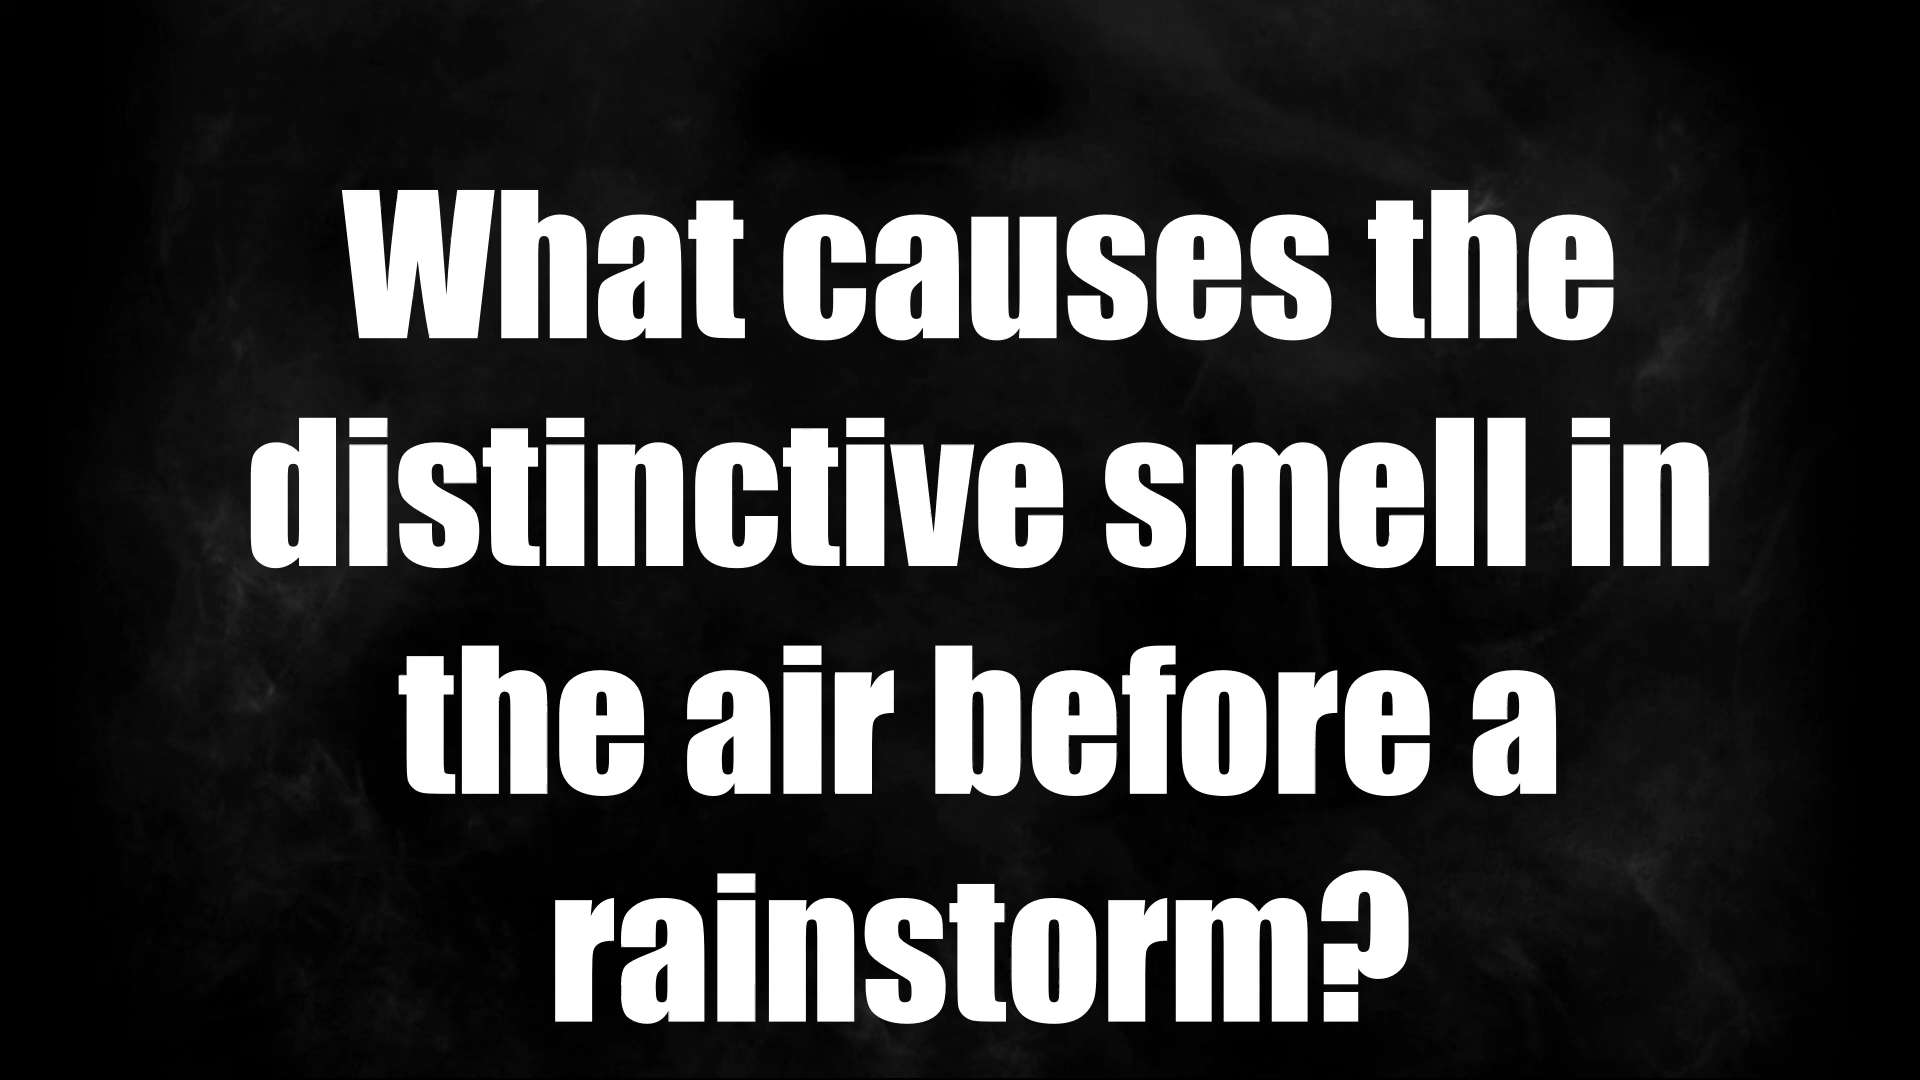 What causes the
distinctive smell in
the air before a
rainstorm?